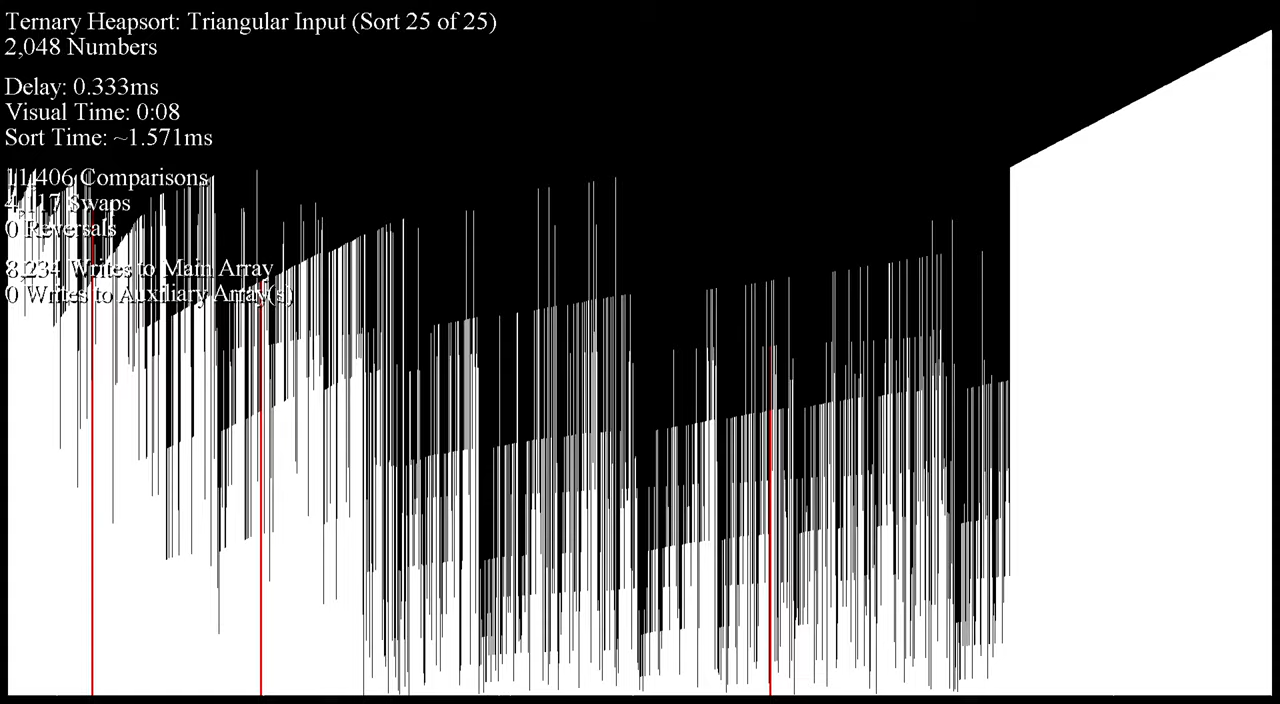 Ternary Heapsort: Triangular Input (Sort 25 of 25)
2,048 Numbers
Delay: 0.333ms
Visual Time: 0:08
Sort Time: ~1.571ms
11,406 Comparisons
4,117 Swaps
0 Reversals
8,234 Writes to Main Array
0 Writes to Auxiliary Array(s)